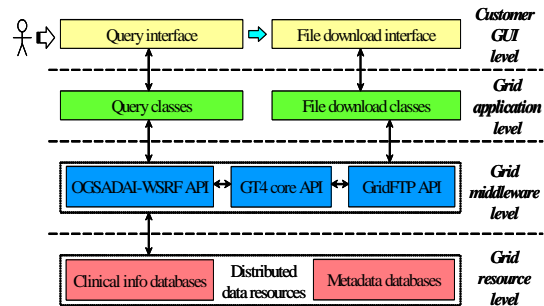 Query interface
File download interface
Customer
GUI
level
Query classes
File download classes
Grid
application
level
OGSADAI-WSRF API
GT4 core API
GridFTP API
Grid
middleware
level
Clinical info databases
Distributed
data resources
Metadata databases
Grid
resource
level